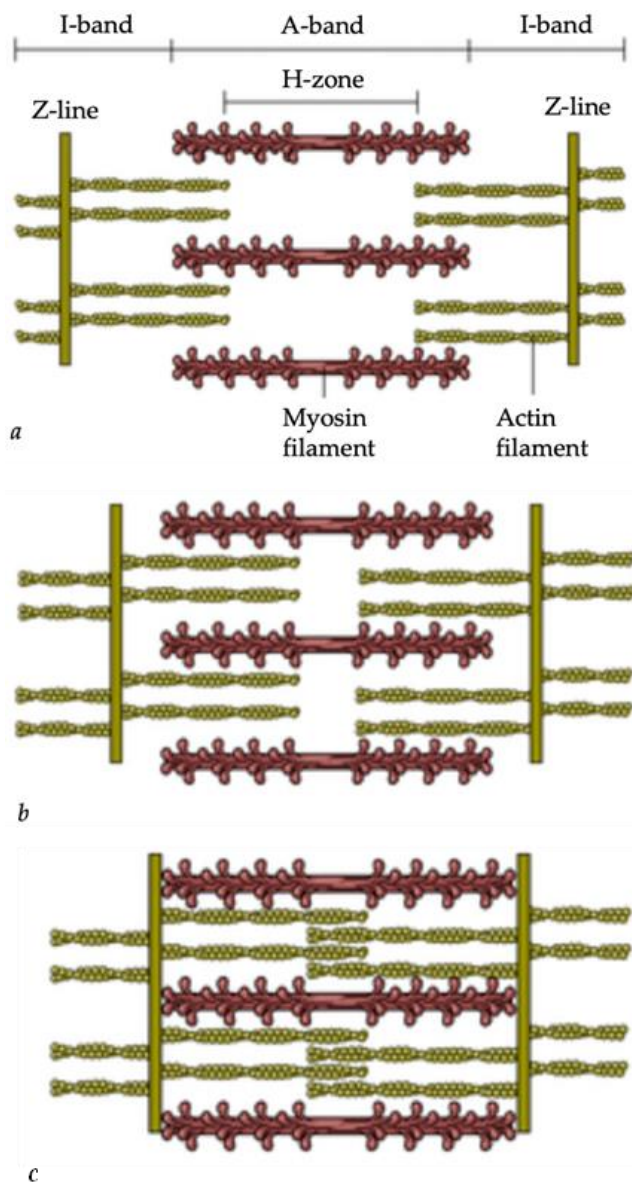 I-band
A-band
I-band
H-zone
Z-line
Z-line
Myosin
filament
Actin
filament
a
b
c